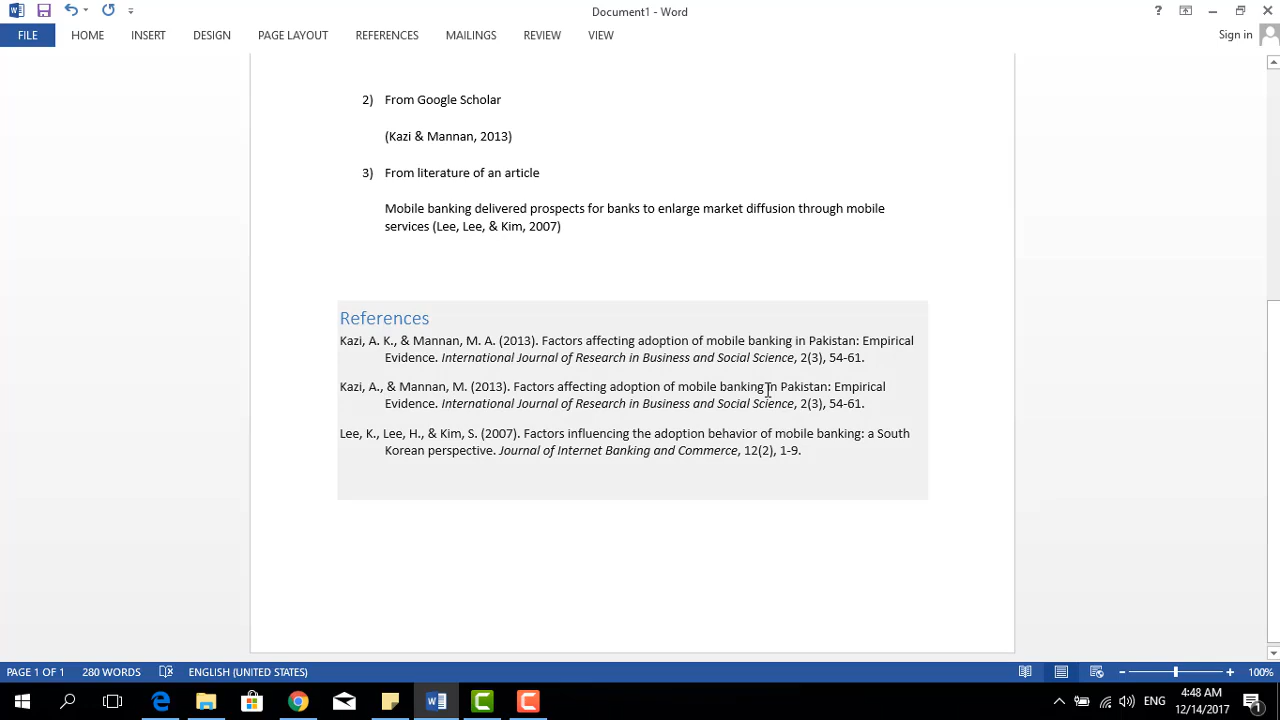 Document1 - Word
?
FILE HOME INSERT DESIGN PAGE LAYOUT REFERENCES MAILINGS REVIEW VIEW Sign in
2) From Google Scholar
(Kazi & Mannan, 2013)
3) From literature of an article
Mobile banking delivered prospects for banks to enlarge market diffusion through mobile
services (Lee, Lee, & Kim, 2007)
References
Kazi, A. K., & Mannan, M. A. (2013). Factors affecting adoption of mobile banking in Pakistan: Empirical
Evidence. International Journal of Research in Business and Social Science, 2(3), 54-61.
Kazi, A., & Mannan, M. (2013). Factors affecting adoption of mobile banking in Pakistan: Empirical
Evidence. International Journal of Research in Business and Social Science, 2(3), 54-61.
Lee, K., Lee, H., & Kim, S. (2007). Factors influencing the adoption behavior of mobile banking: a South
Korean perspective. Journal of Internet Banking and Commerce, 12(2), 1-9.
PAGE 1 OF 1 280 WORDS ENGLISH (UNITED STATES) 100%
ENG 4:48 AM
12/14/2017